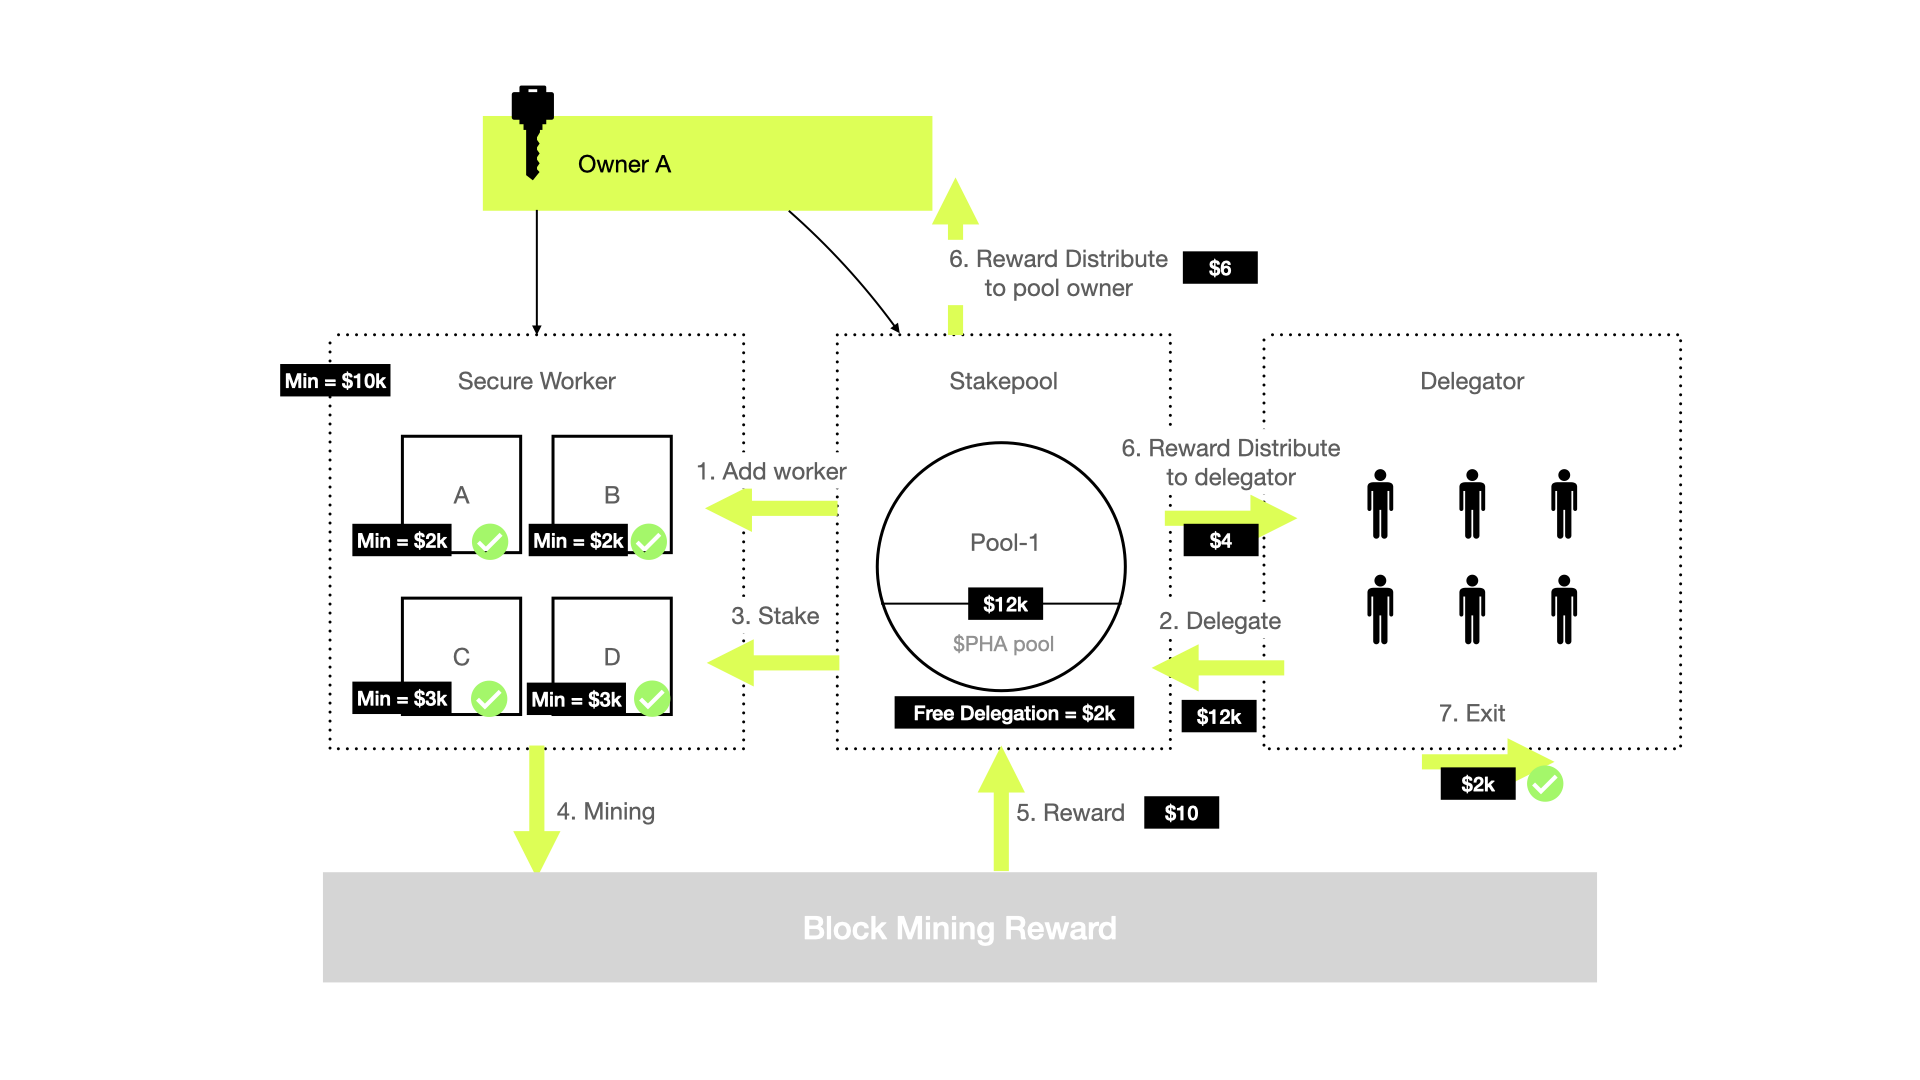 Owner A
6. Reward Distribute
to pool owner
$6
Min = $10k
Secure Worker
Stakepool
Delegator
A
B
Min = $2k
Min = $2k
1. Add worker
6. Reward Distribute
to delegator
$4
Pool-1
$12k
$PHA pool
3. Stake
2. Delegate
$12k
C
D
Min = $3k
Min = $3k
Free Delegation = $2k
7. Exit
$2k
4. Mining
5. Reward
$10
Block Mining Reward